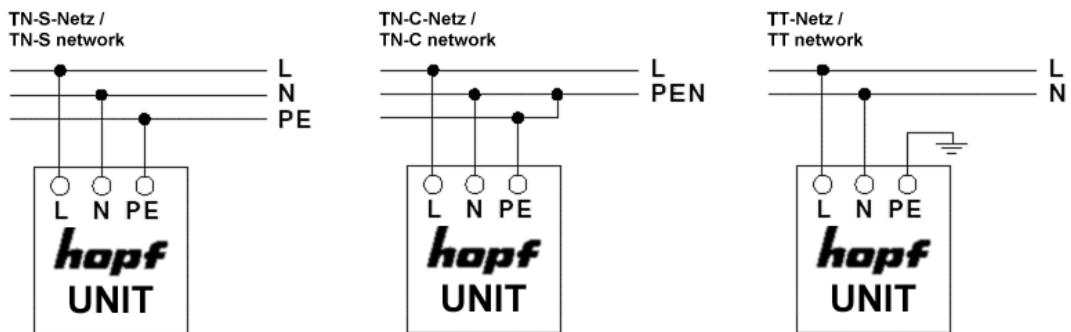 TN-S-Netz /
TN-S network
L
N
PE
L N PE
hopf
UNIT
TN-C-Netz /
TN-C network
L
PEN
L N PE
hopf
UNIT
TT-Netz /
TT network
L
N
L N PE
hopf
UNIT